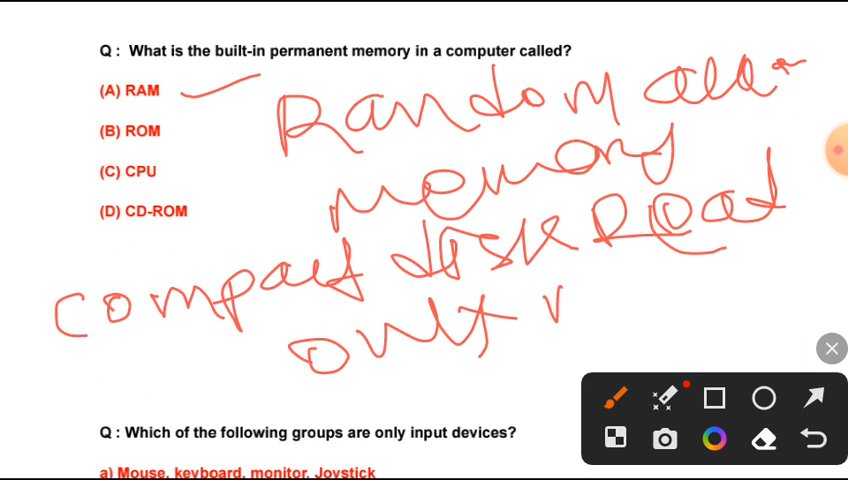 Q :  What is the built-in permanent memory in a computer called?
(A) RAM
(B) ROM
(C) CPU
(D) CD-ROM
Random
memory
compact disk Read
only
Q : Which of the following groups are only input devices?
a) Mouse, keyboard, monitor, Joystick